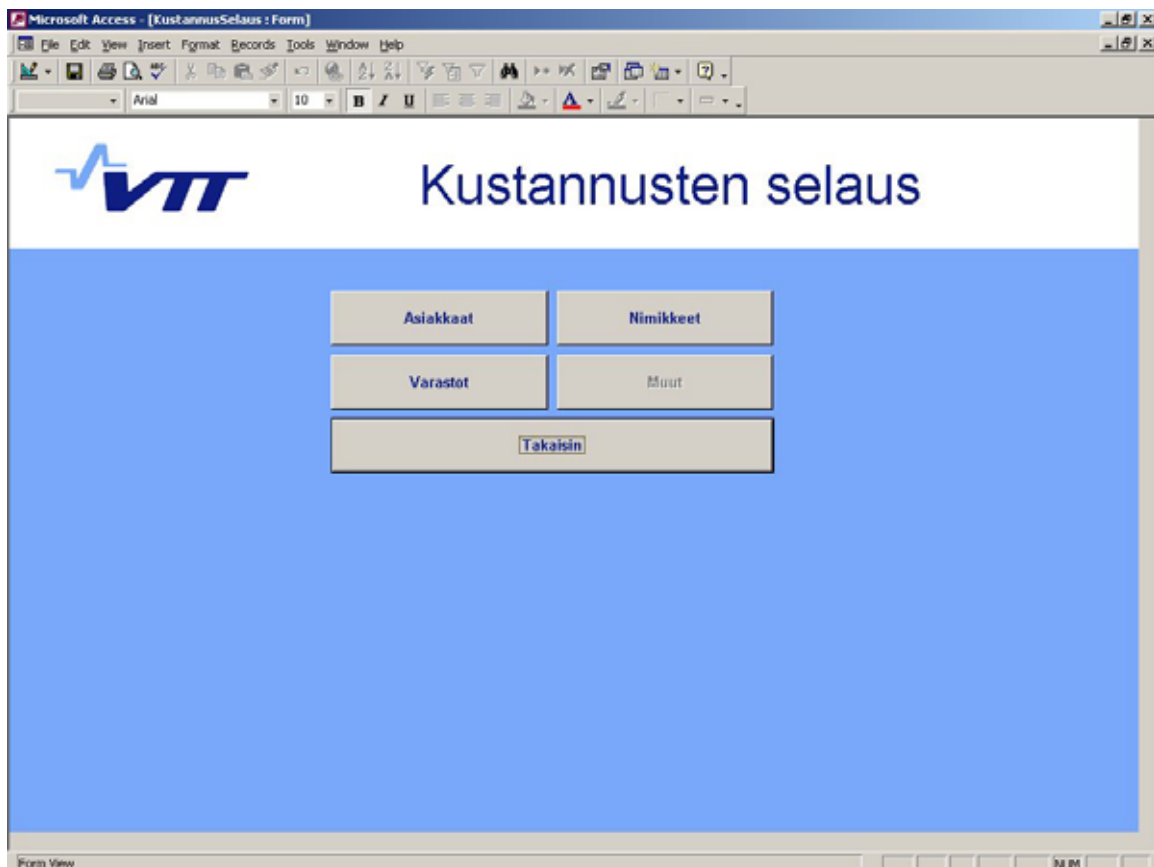 Microsoft Access - [KustannusSelaus : Form]
File Edit View Insert Format Records Tools Window Help
Arial 10 B I U
VTT Kustannusten selaus
Asiakkaat Nimikkeet
Varastot Muut
Takaisin
Form View NUM